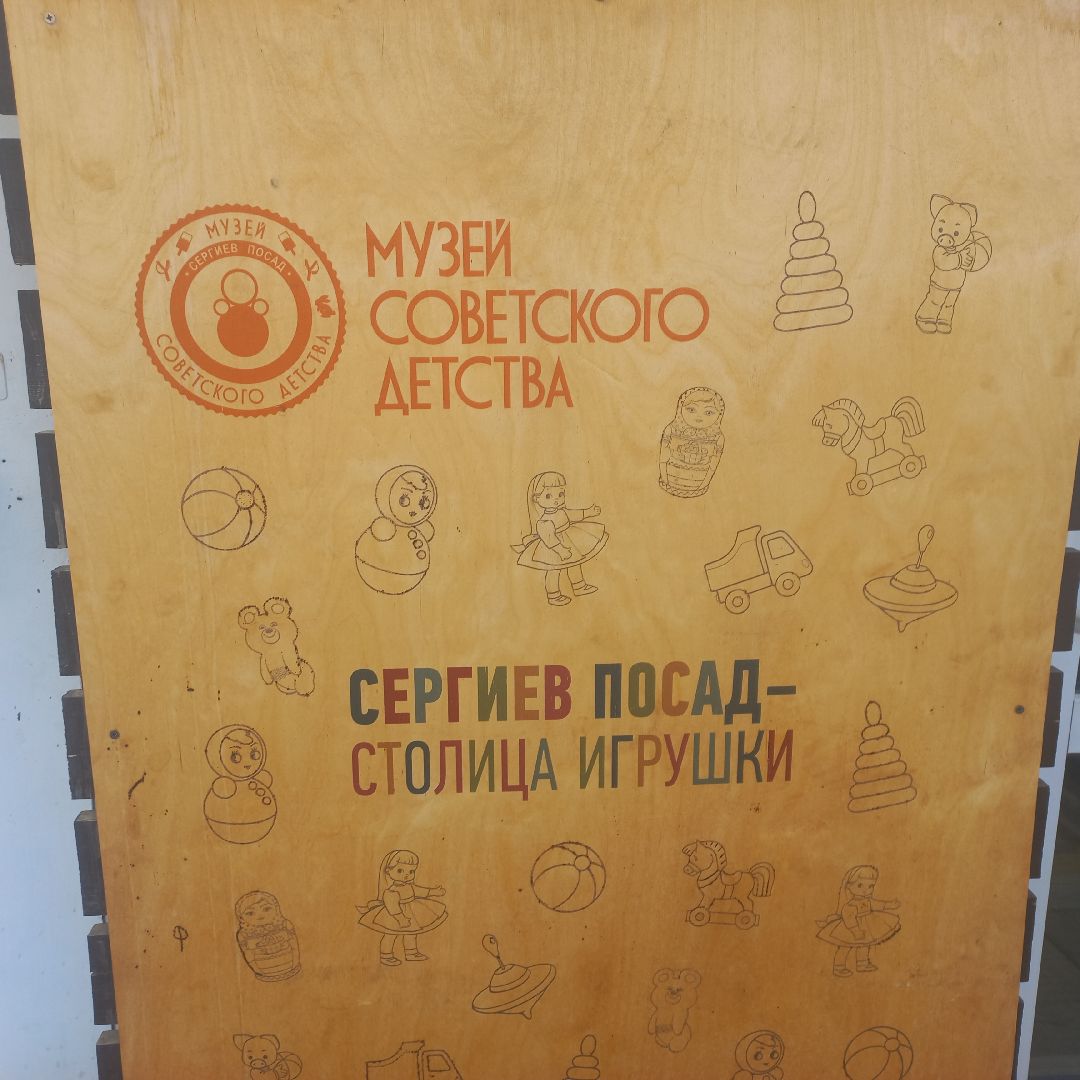 МУЗЕЙ
СЕРГИЕВ ПОСАД
СОВЕТСКОГО ДЕТСТВА
МУЗЕЙ
СОВЕТСКОГО
ДЕТСТВА
СЕРГИЕВ ПОСАД–
СТОЛИЦА ИГРУШКИ